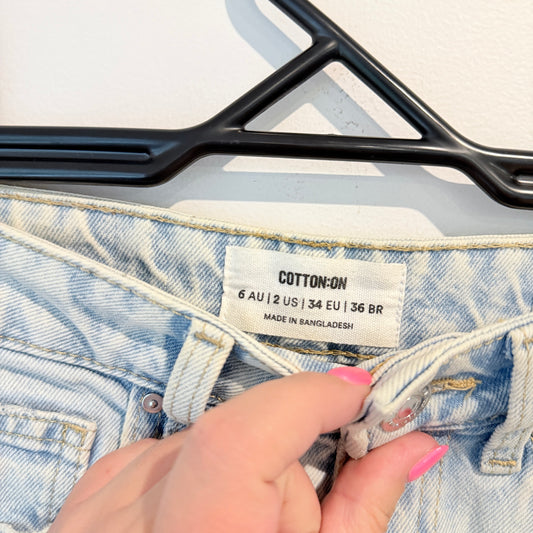 COTTON:ON
6 AU | 2 US | 34 EU | 36 BR
MADE IN BANGLADESH